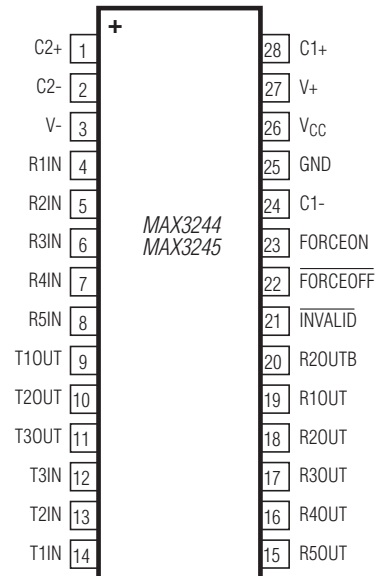 +
C2+ 1 28 C1+
C2- 2 27 V+
V- 3 26 VCC
R1IN 4 25 GND
R2IN 5 24 C1-
MAX3244
MAX3245
R3IN 6 23 FORCEON
R4IN 7 22 FORCEOFF
R5IN 8 21 INVALID
T1OUT 9 20 R2OUTB
T2OUT 10 19 R1OUT
T3OUT 11 18 R2OUT
T3IN 12 17 R3OUT
T2IN 13 16 R4OUT
T1IN 14 15 R5OUT